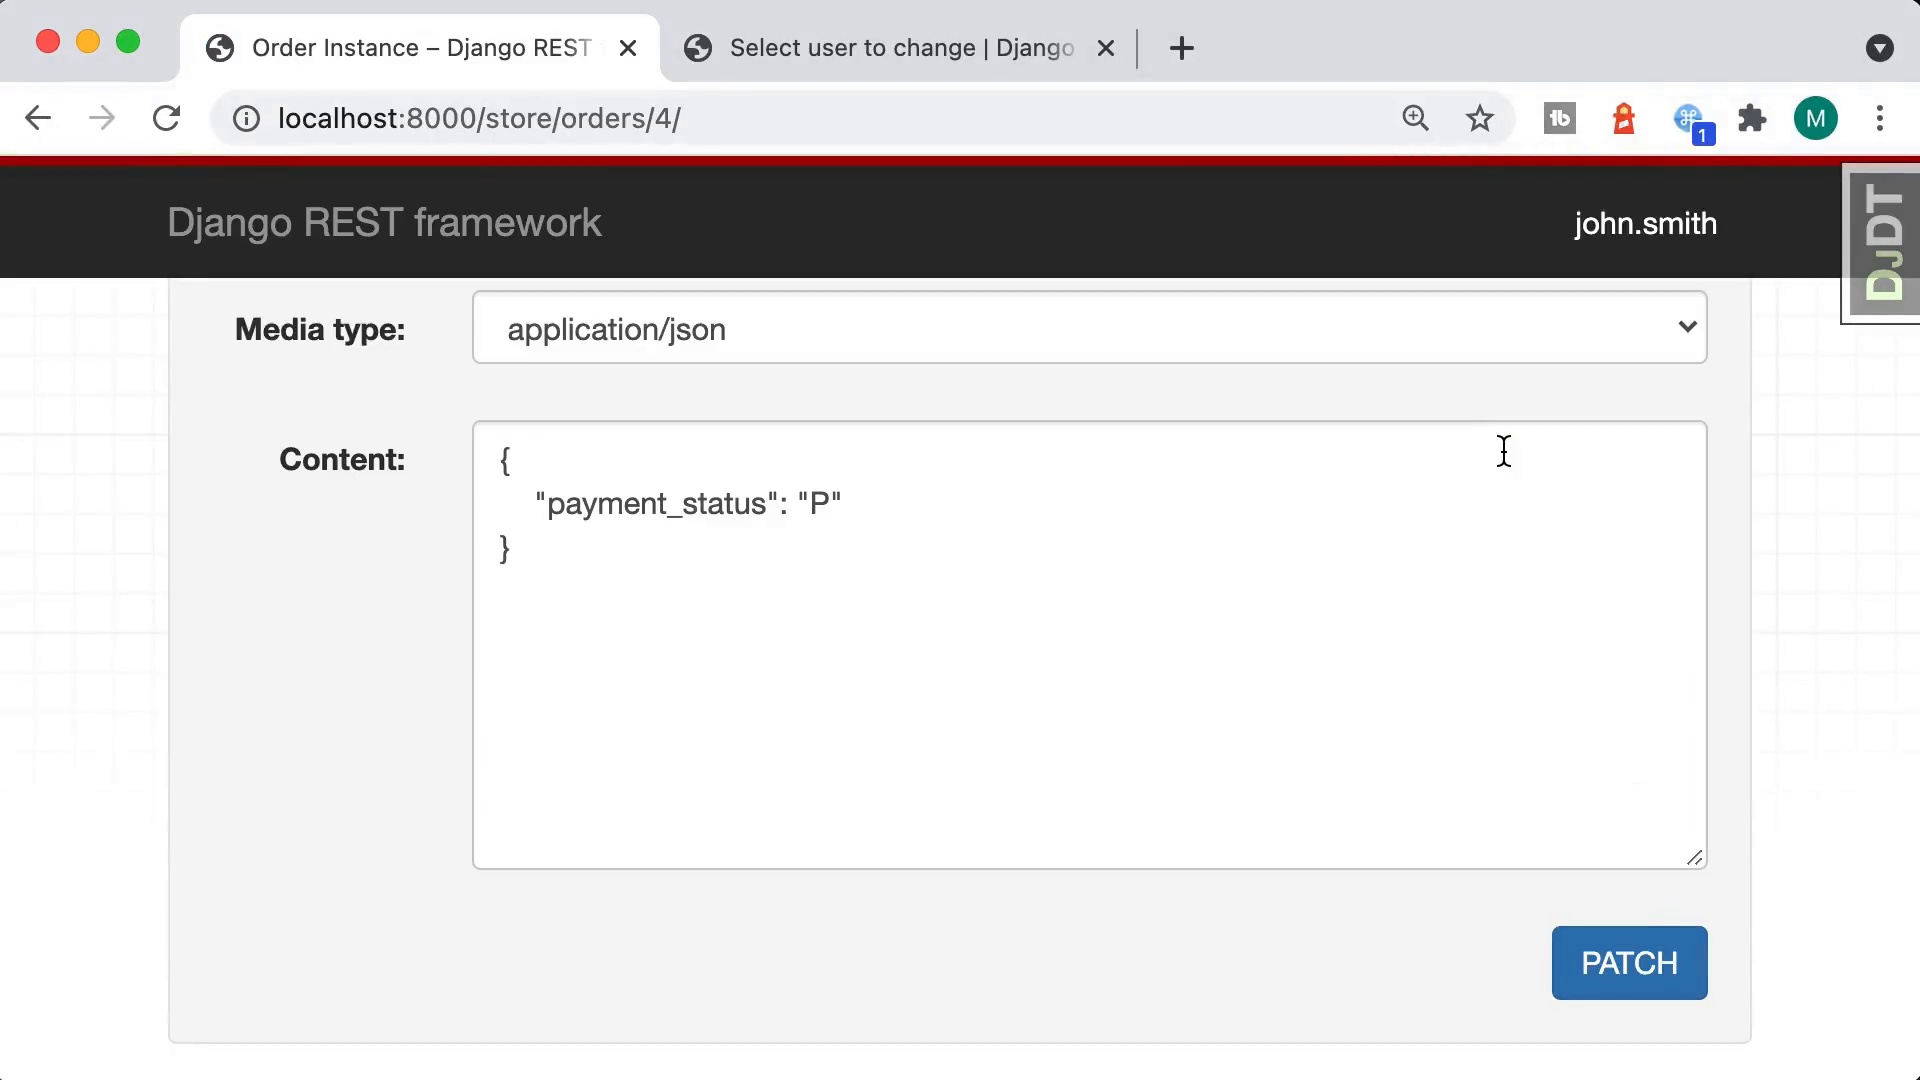 Order Instance – Django REST
Select user to change | Django
localhost:8000/store/orders/4/
1
M
Django REST framework
john.smith
DJDT
Media type:
application/json
Content:
{
"payment_status": "P"
}
PATCH